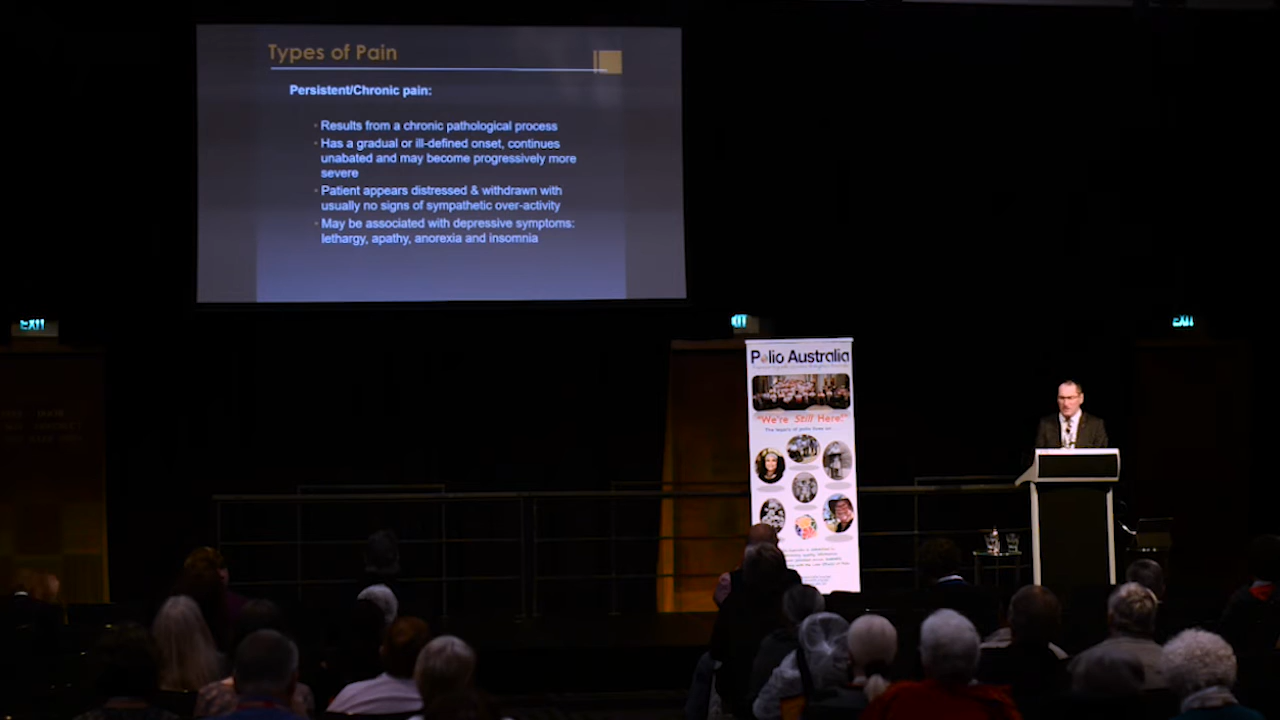 Types of Pain
Persistent/Chronic pain:
Results from a chronic pathological process
Has a gradual or ill-defined onset, continues
unabated and may become progressively more
severe
Patient appears distressed & withdrawn with
usually no signs of sympathetic over-activity
May be associated with depressive symptoms:
lethargy, apathy, anorexia and insomnia
EXIT
EXIT
EXIT
Polio Australia
"We're Still Here!"